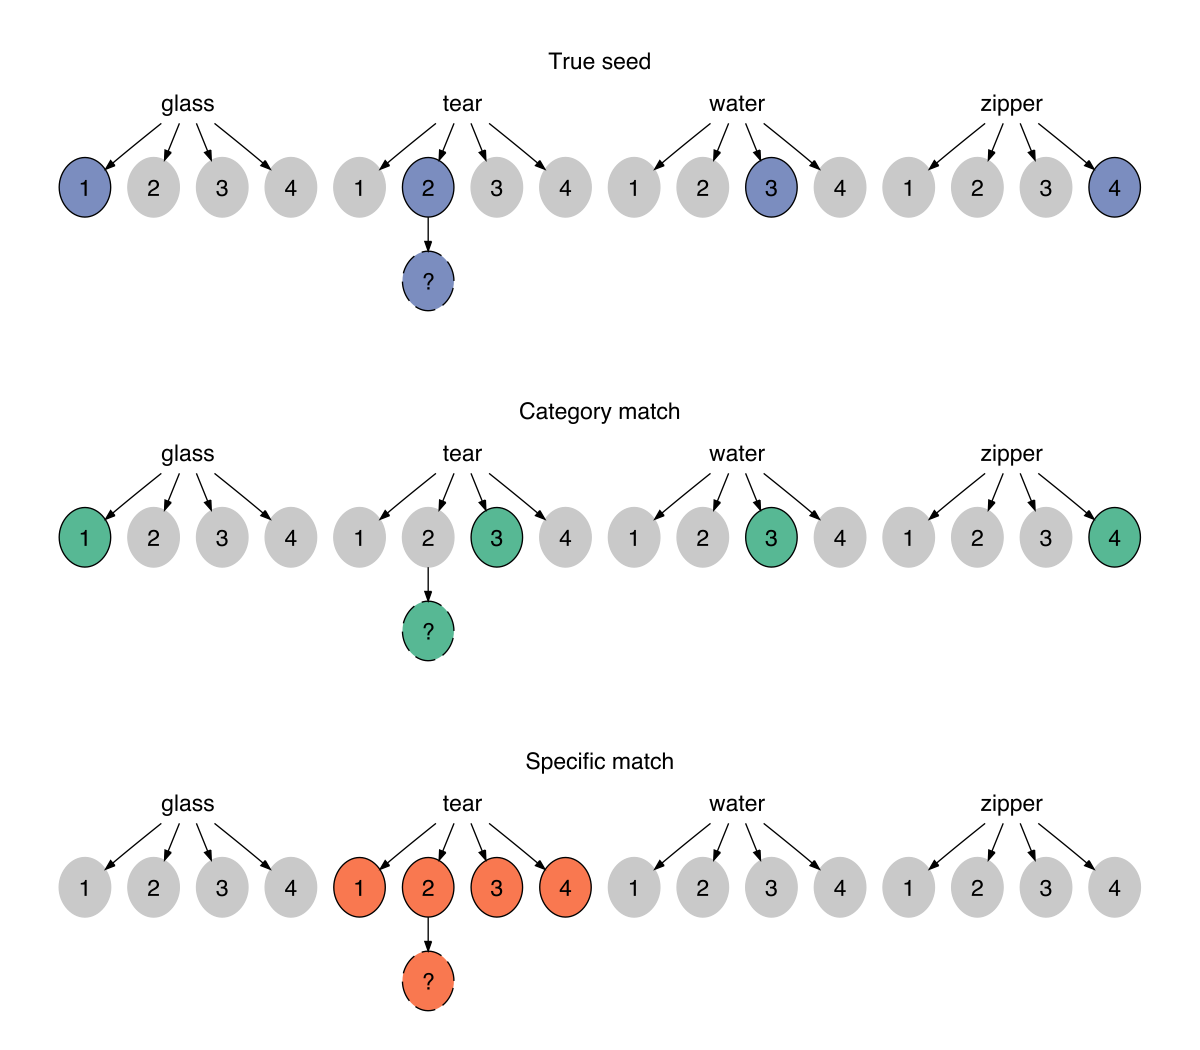 True seed
glass tear water zipper
1 2 3 4 1 2 3 4 1 2 3 4 1 2 3 4
?
Category match
glass tear water zipper
1 2 3 4 1 2 3 4 1 2 3 4 1 2 3 4
?
Specific match
glass tear water zipper
1 2 3 4 1 2 3 4 1 2 3 4 1 2 3 4
?